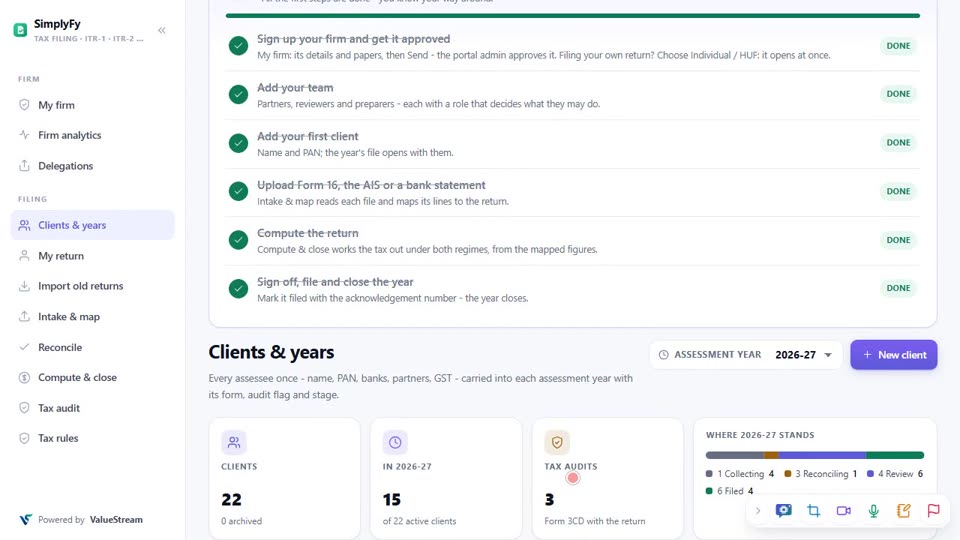 SimplyFy
TAX FILING · ITR-1 · ITR-2 ...
FIRM
My firm
Firm analytics
Delegations
FILING
Clients & years
My return
Import old returns
Intake & map
Reconcile
Compute & close
Tax audit
Tax rules
Powered by ValueStream
Sign up your firm and get it approved
My firm: its details and papers, then Send - the portal admin approves it. Filing your own return? Choose Individual / HUF: it opens at once.
DONE
Add your team
Partners, reviewers and preparers - each with a role that decides what they may do.
DONE
Add your first client
Name and PAN; the year's file opens with them.
DONE
Upload Form 16, the AIS or a bank statement
Intake & map reads each file and maps its lines to the return.
DONE
Compute the return
Compute & close works the tax out under both regimes, from the mapped figures.
DONE
Sign off, file and close the year
Mark it filed with the acknowledgement number - the year closes.
DONE
Clients & years
ASSESSMENT YEAR 2026-27
+ New client
Every assessee once - name, PAN, banks, partners, GST - carried into each assessment year with
its form, audit flag and stage.
CLIENTS
22
0 archived
IN 2026-27
15
of 22 active clients
TAX AUDITS
3
Form 3CD with the return
WHERE 2026-27 STANDS
1 Collecting 4
3 Reconciling 1
4 Review 6
6 Filed 4